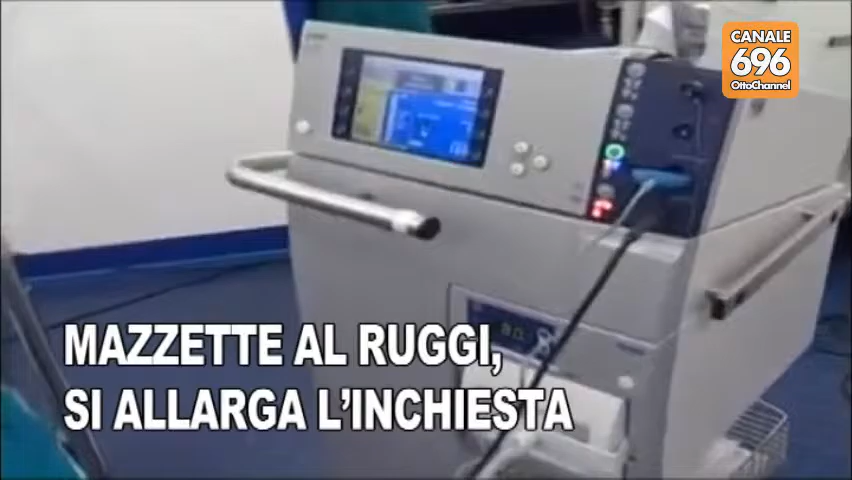 CANALE
696
OttoChannel
MAZZETTE AL RUGGI,
SI ALLARGA L'INCHIESTA